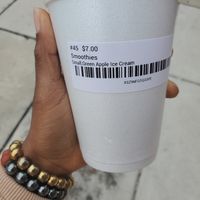 #45 $7.00
Smoothies
Small Green Apple Ice Cream